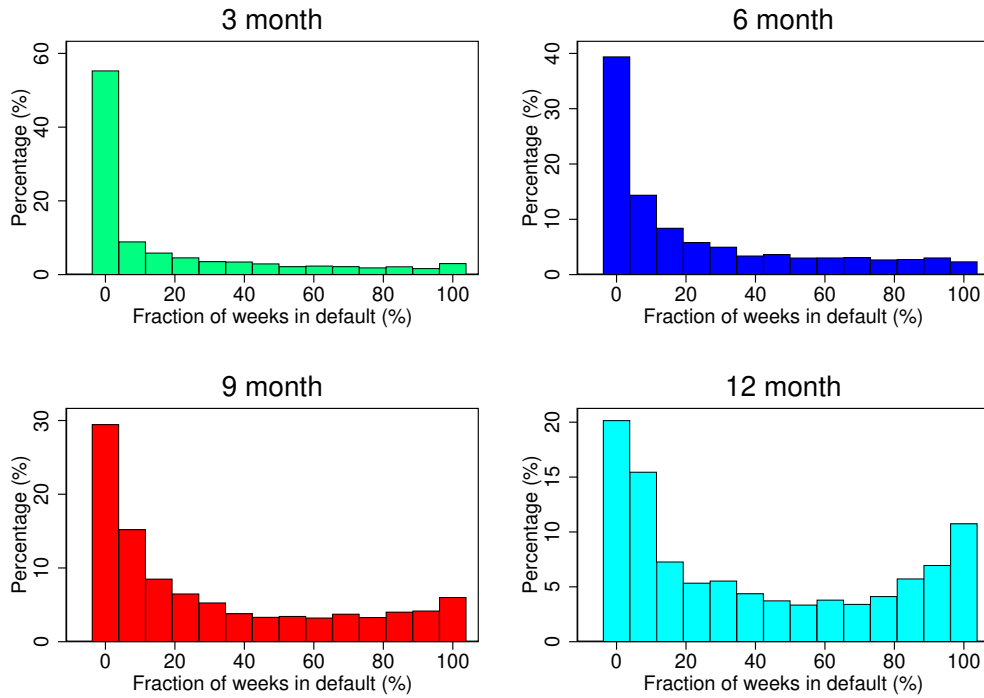 3 month
Percentage (%)
0 20 40 60
0 20 40 60 80 100
Fraction of weeks in default (%)
6 month
Percentage (%)
0 10 20 30 40
0 20 40 60 80 100
Fraction of weeks in default (%)
9 month
Percentage (%)
0 10 20 30
0 20 40 60 80 100
Fraction of weeks in default (%)
12 month
Percentage (%)
0 5 10 15 20
0 20 40 60 80 100
Fraction of weeks in default (%)